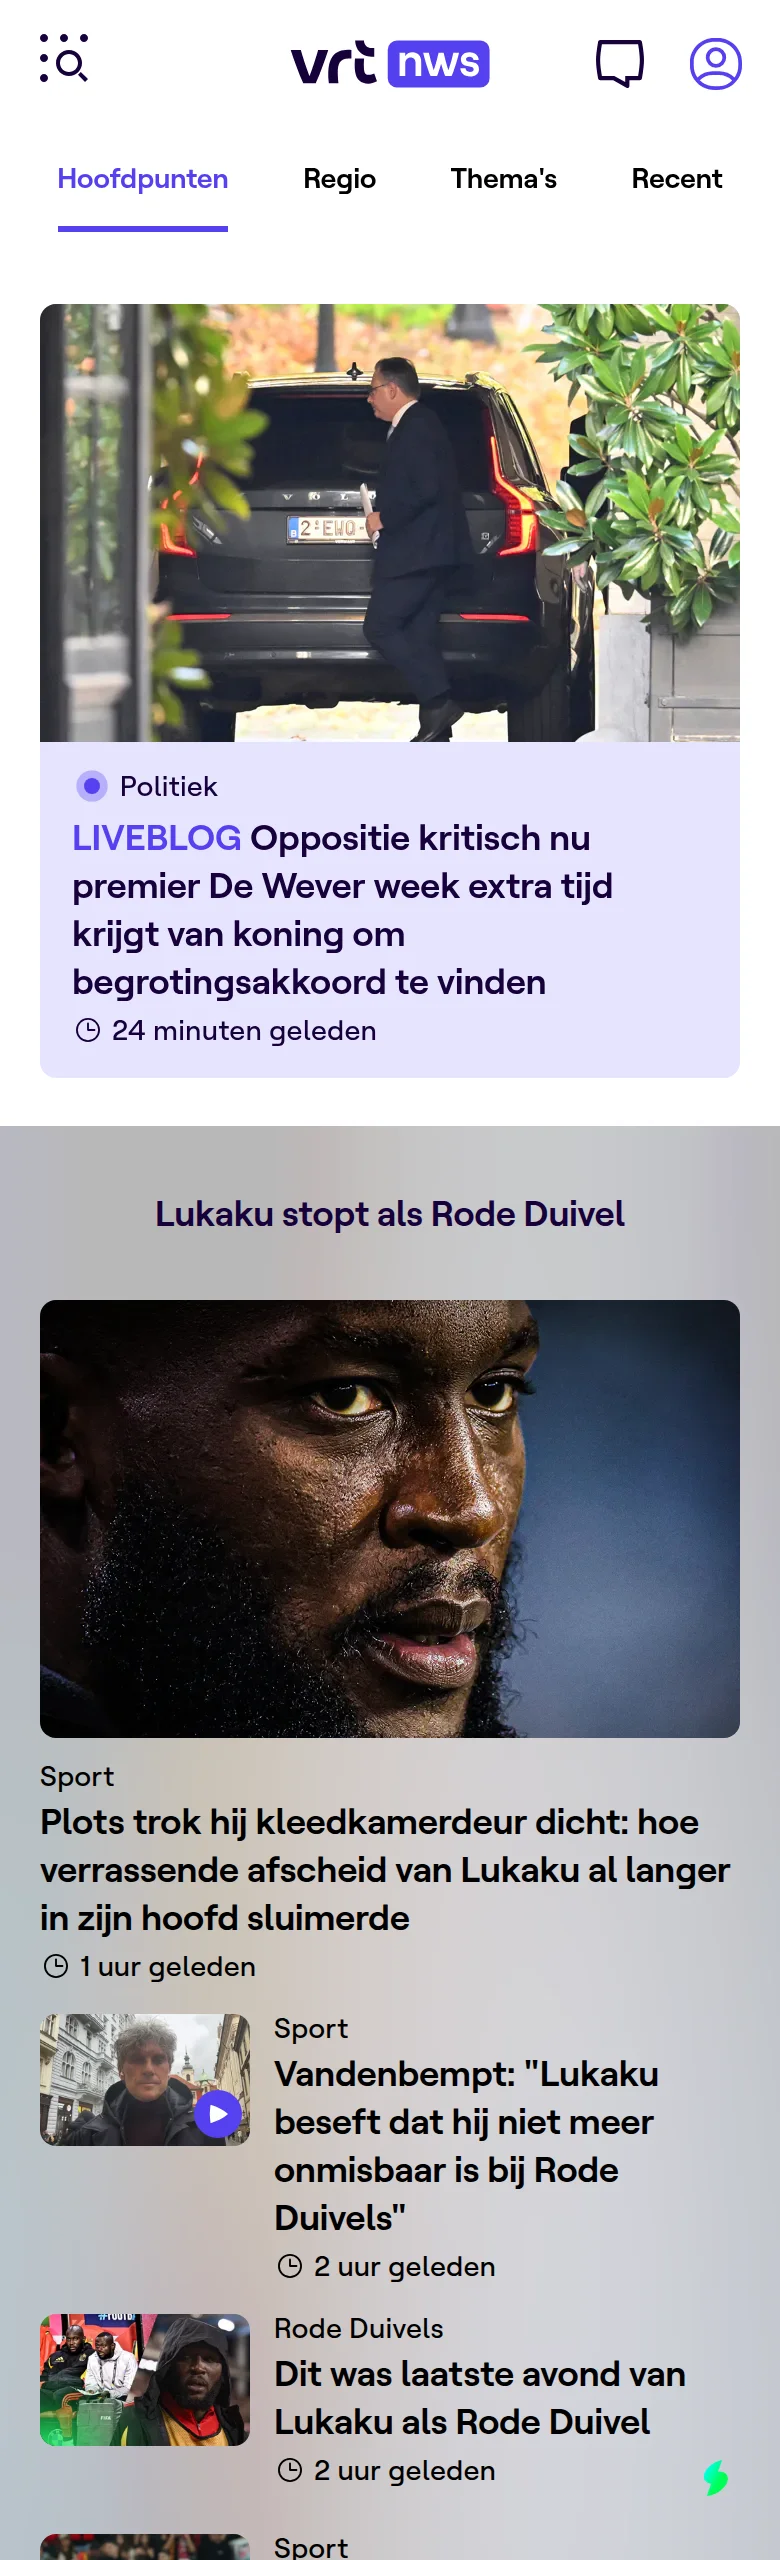 vrt nws
Hoofdpunten Regio Thema's Recent
VOLVO
2·EWQ-
Politiek
LIVEBLOG Oppositie kritisch nu
premier De Wever week extra tijd
krijgt van koning om
begrotingsakkoord te vinden
24 minuten geleden
Lukaku stopt als Rode Duivel
Sport
Plots trok hij kleedkamerdeur dicht: hoe
verrassende afscheid van Lukaku al langer
in zijn hoofd sluimerde
1 uur geleden
Sport
Vandenbempt: "Lukaku
beseft dat hij niet meer
onmisbaar is bij Rode
Duivels"
2 uur geleden
Rode Duivels
Dit was laatste avond van
Lukaku als Rode Duivel
2 uur geleden
Sport